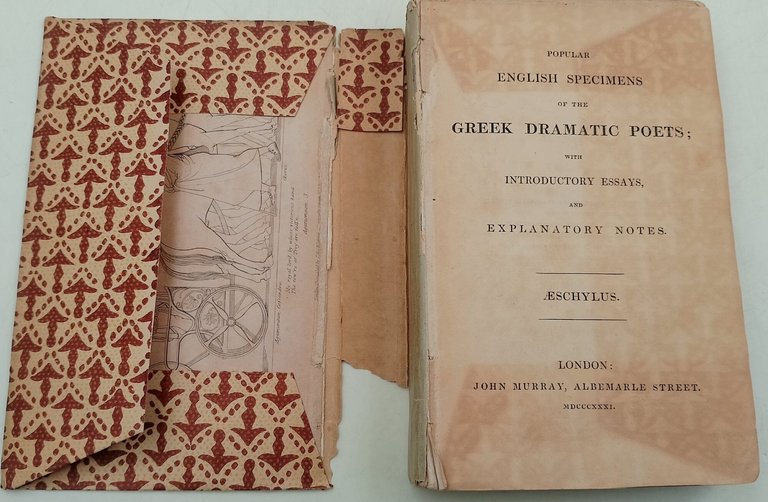 POPULAR
ENGLISH SPECIMENS
OF THE
GREEK DRAMATIC POETS;
WITH
INTRODUCTORY ESSAYS,
AND
EXPLANATORY NOTES.
ÆSCHYLUS.
LONDON:
JOHN MURRAY, ALBEMARLE STREET.
MDCCCXXXI.